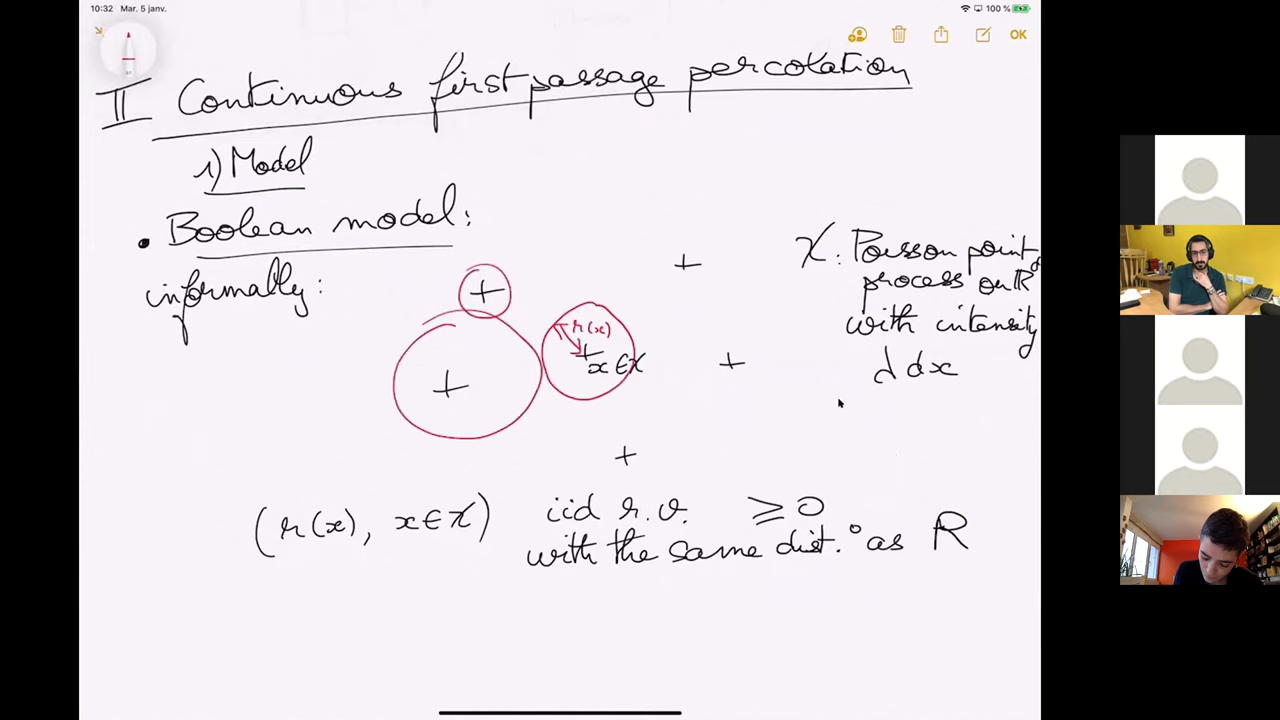 10:32 Mar. 5 janv. 100 %
OK
II Continuous first passage percolation
1) Model
• Boolean model:
informally:
χ: Poisson point
process on R
with intensity
λ dx
r(x)
x ∈ χ
(r(x), x ∈ χ) iid r.v. ≥ 0
with the same dist.° as R